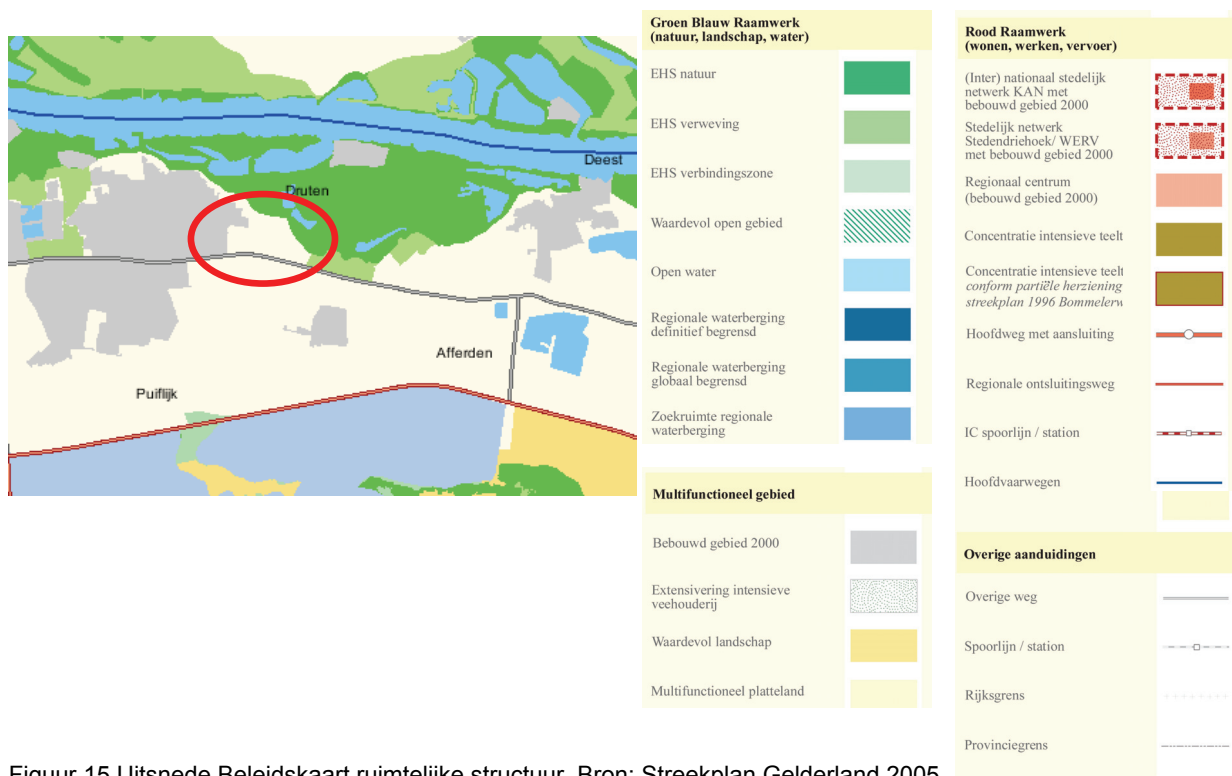 Deest
Druten
Afferden
Puiflijk
Groen Blauw Raamwerk
(natuur, landschap, water)
EHS natuur
EHS verweving
EHS verbindingszone
Waardevol open gebied
Open water
Regionale waterberging
definitief begrensd
Regionale waterberging
globaal begrensd
Zoekruimte regionale
waterberging
Multifunctioneel gebied
Bebouwd gebied 2000
Extensivering intensieve
veehouderij
Waardevol landschap
Multifunctioneel platteland
Rood Raamwerk
(wonen, werken, vervoer)
(Inter) nationaal stedelijk
netwerk KAN met
bebouwd gebied 2000
Stedelijk netwerk
Stedendriehoek/ WERV
met bebouwd gebied 2000
Regionaal centrum
(bebouwd gebied 2000)
Concentratie intensieve teelt
Concentratie intensieve teelt
conform partiële herziening
streekplan 1996 Bommelerw
Hoofdweg met aansluiting
Regionale ontsluitingsweg
IC spoorlijn / station
Hoofdvaarwegen
Overige aanduidingen
Overige weg
Spoorlijn / station
Rijksgrens
Provinciegrens
Figuur 15 Uitsnede Beleidskaart ruimtelijke structuur. Bron: Streekplan Gelderland 2005